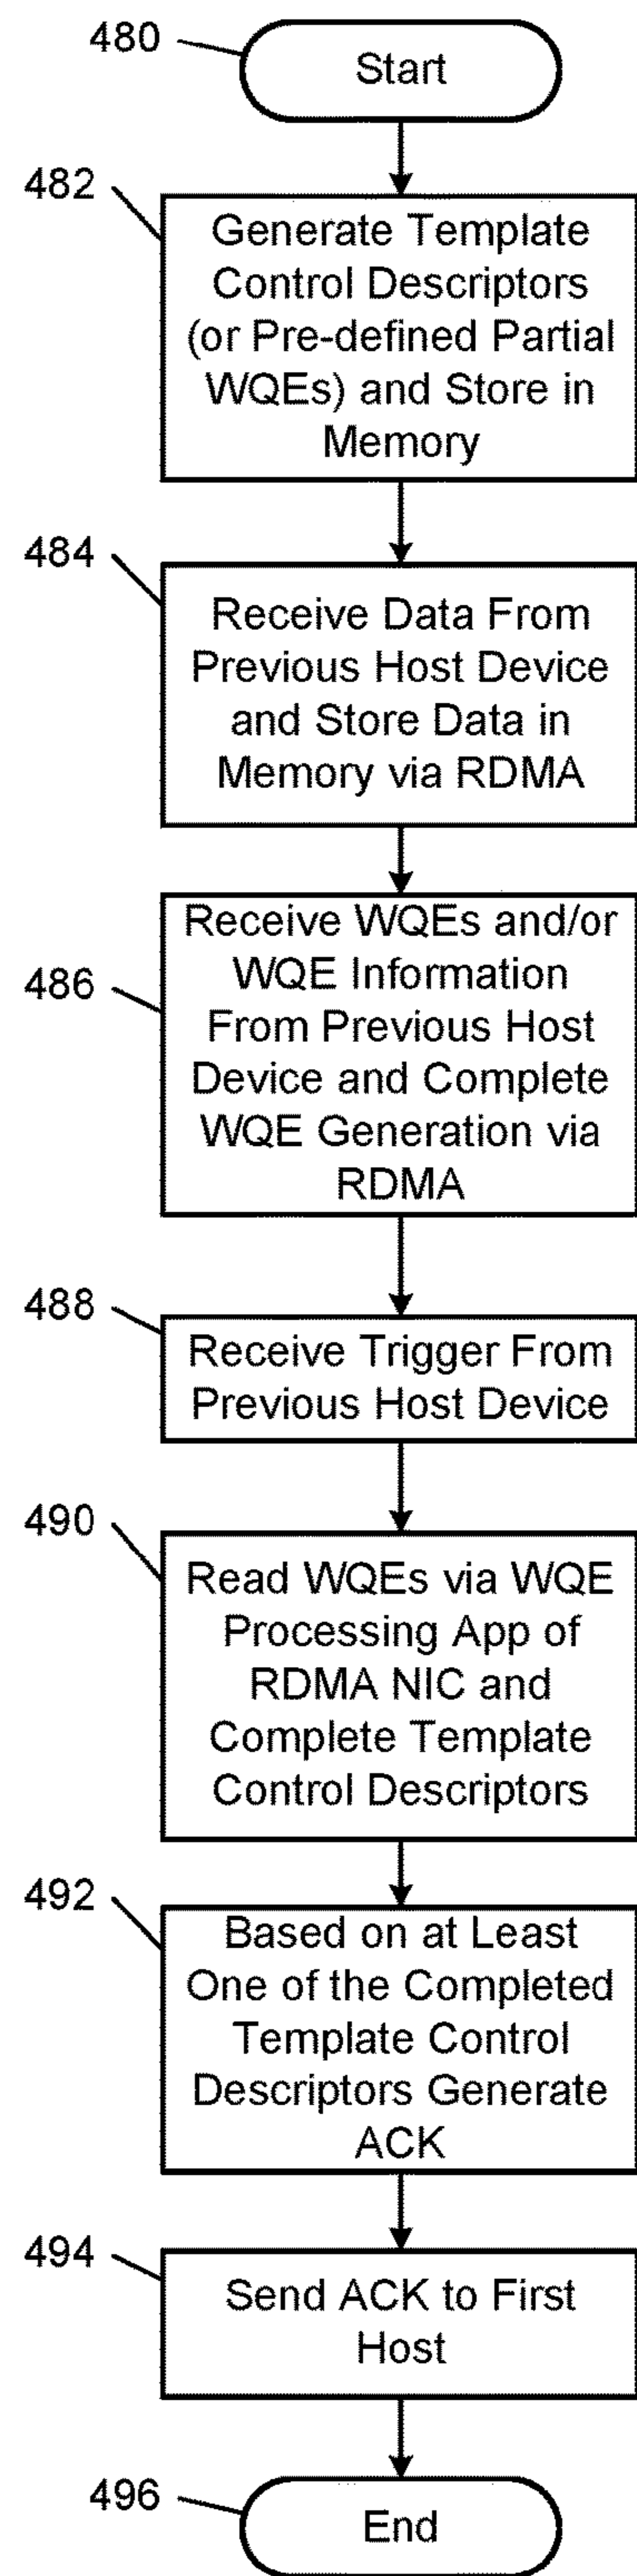 480
Start
482
Generate Template
Control Descriptors
(or Pre-defined Partial
WQEs) and Store in
Memory
484
Receive Data From
Previous Host Device
and Store Data in
Memory via RDMA
486
Receive WQEs and/or
WQE Information
From Previous Host
Device and Complete
WQE Generation via
RDMA
488
Receive Trigger From
Previous Host Device
490
Read WQEs via WQE
Processing App of
RDMA NIC and
Complete Template
Control Descriptors
492
Based on at Least
One of the Completed
Template Control
Descriptors Generate
ACK
494
Send ACK to First
Host
496
End